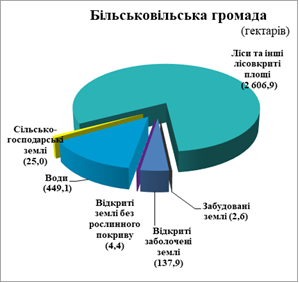 Більськовільська громада
(гектарів)
Ліси та інші
лісовкриті
площі
(2 606,9)
Сільсько-
господарські
землі
(25,0)
Води
(449,1)
Відкриті
землі без
рослинного
покриву
(4,4)
Відкриті
заболочені
землі
(137,9)
Забудовані
землі (2,6)